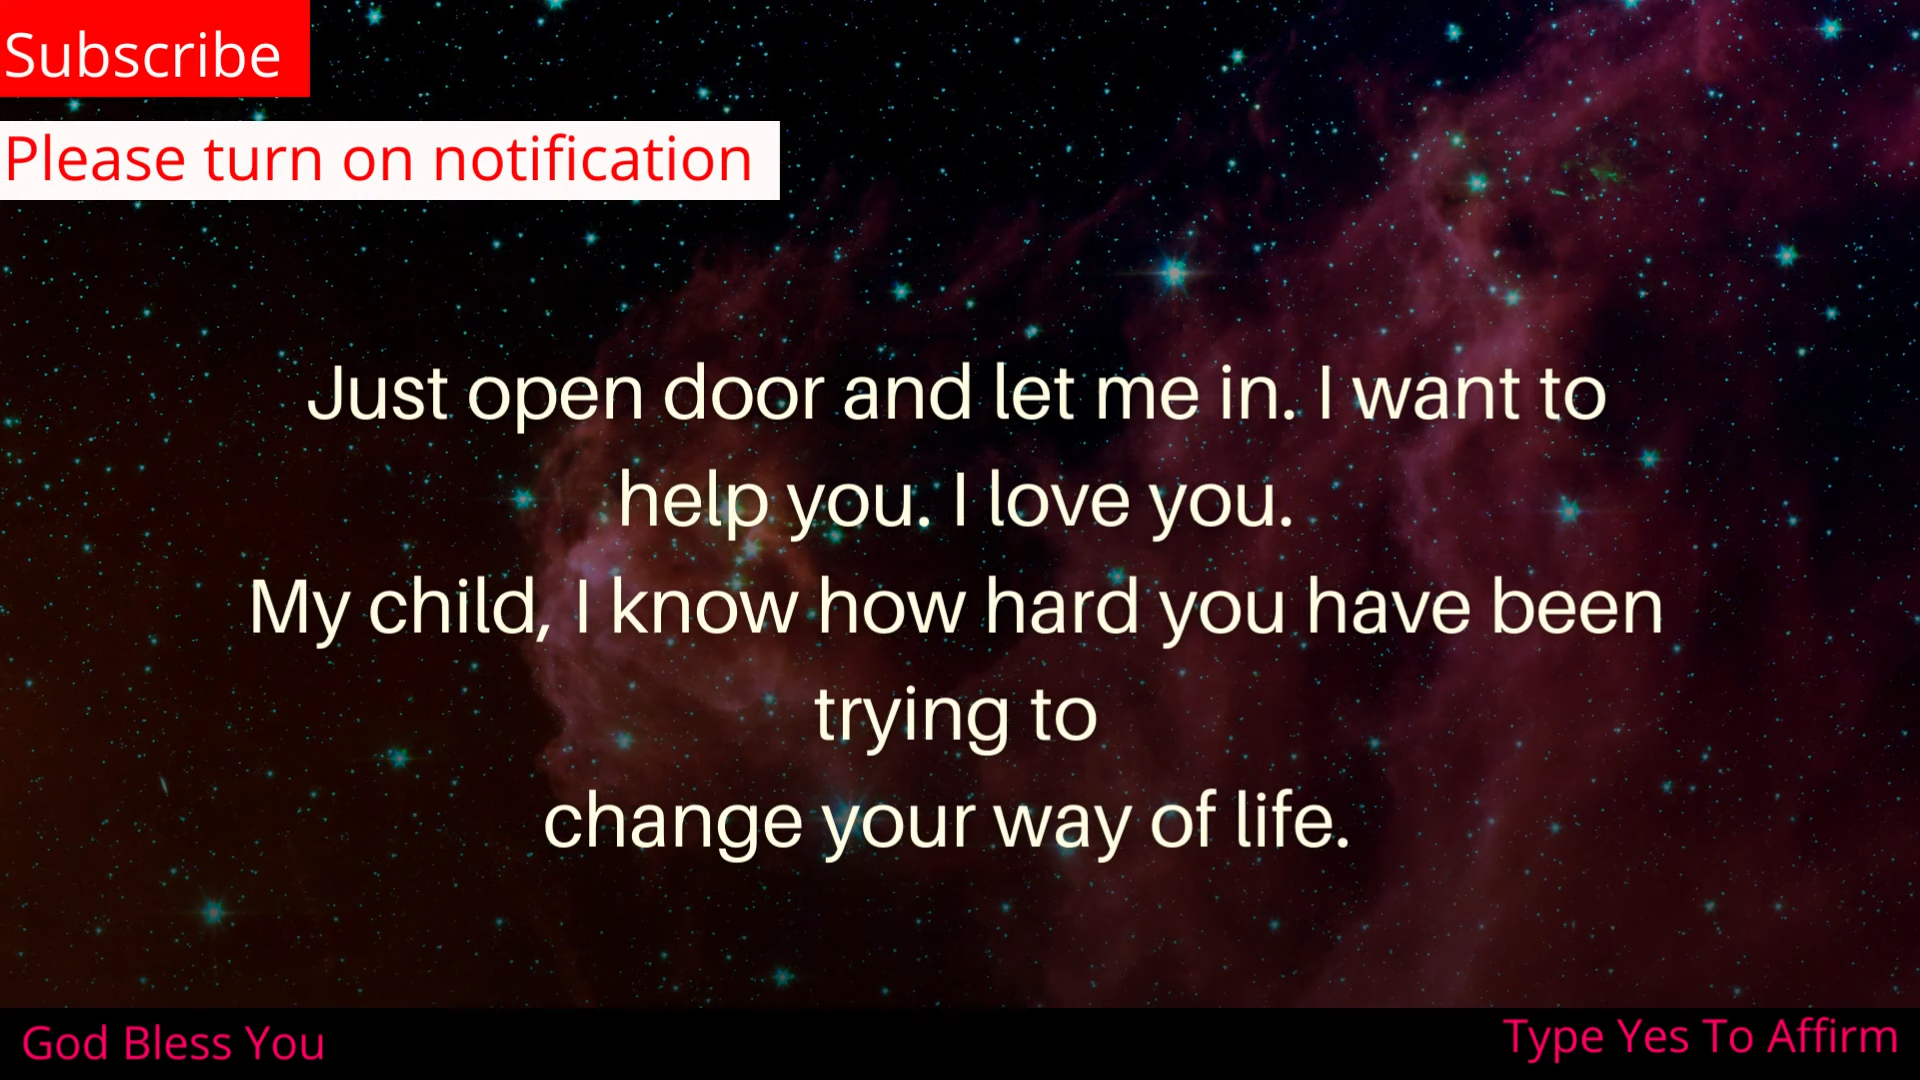 Subscribe
Please turn on notification
Just open door and let me in. I want to
help you. I love you.
My child, I know how hard you have been
trying to
change your way of life.
God Bless You
Type Yes To Affirm